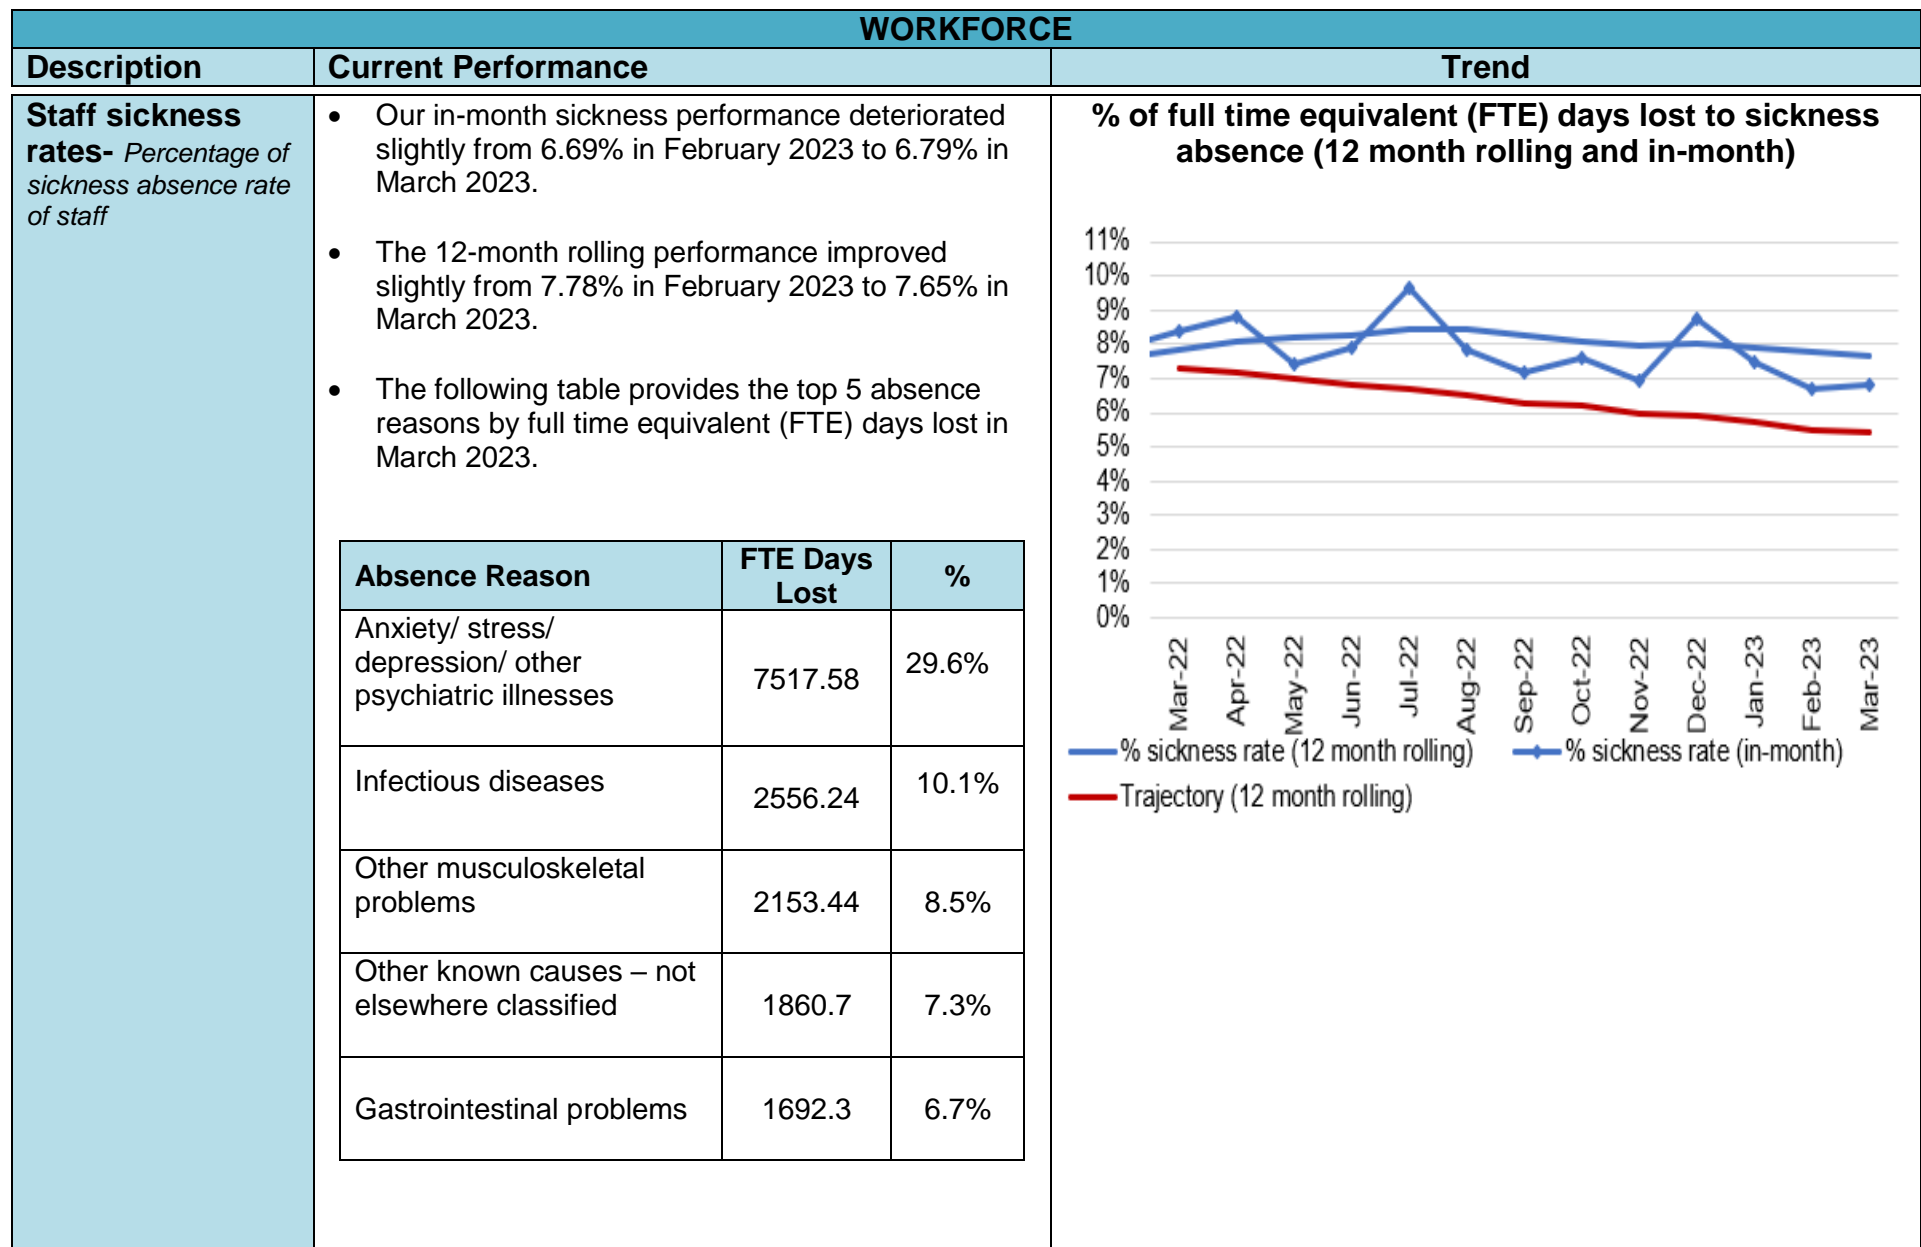 WORKFORCE
Description
Current Performance
Trend
Staff sickness
rates- Percentage of
sickness absence rate
of staff
• Our in-month sickness performance deteriorated
slightly from 6.69% in February 2023 to 6.79% in
March 2023.
• The 12-month rolling performance improved
slightly from 7.78% in February 2023 to 7.65% in
March 2023.
• The following table provides the top 5 absence
reasons by full time equivalent (FTE) days lost in
March 2023.
Absence Reason
FTE Days
Lost
%
Anxiety/ stress/
depression/ other
psychiatric illnesses
7517.58
29.6%
Infectious diseases
2556.24
10.1%
Other musculoskeletal
problems
2153.44
8.5%
Other known causes – not
elsewhere classified
1860.7
7.3%
Gastrointestinal problems
1692.3
6.7%
% of full time equivalent (FTE) days lost to sickness
absence (12 month rolling and in-month)
11%
10%
9%
8%
7%
6%
5%
4%
3%
2%
1%
0%
Mar-22
Apr-22
May-22
Jun-22
Jul-22
Aug-22
Sep-22
Oct-22
Nov-22
Dec-22
Jan-23
Feb-23
Mar-23
% sickness rate (12 month rolling)
% sickness rate (in-month)
Trajectory (12 month rolling)